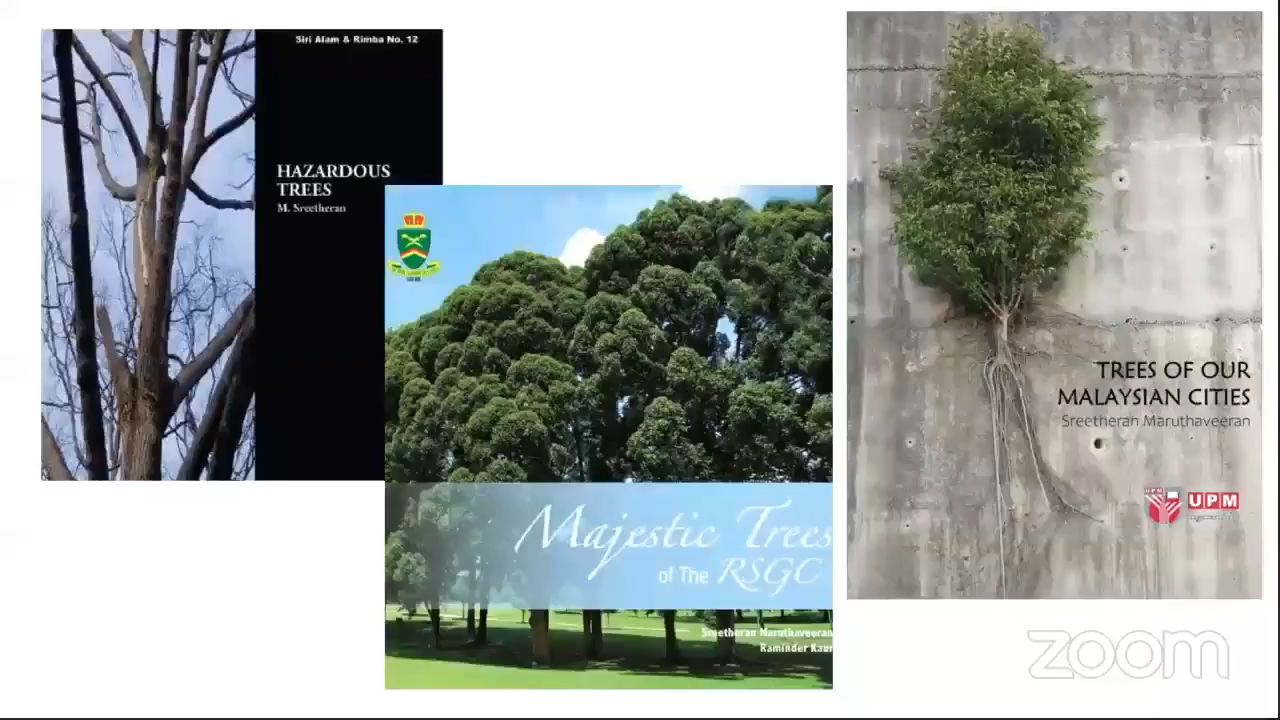 Siri Alam & Rimba No. 12
HAZARDOUS
TREES
M. Sreetheran
Majestic Trees
of The RSGC
Sreetheran Maruthaveeran
Raminder Kaur
TREES OF OUR
MALAYSIAN CITIES
Sreetheran Maruthaveeran
UPM
UPM
zoom